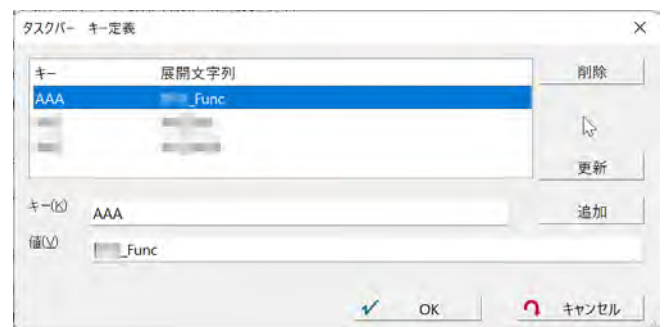 タスクバー キー定義
キー 展開文字列
削除
AAA _Func
更新
キー(K) AAA
追加
値(V) _Func
OK
キャンセル